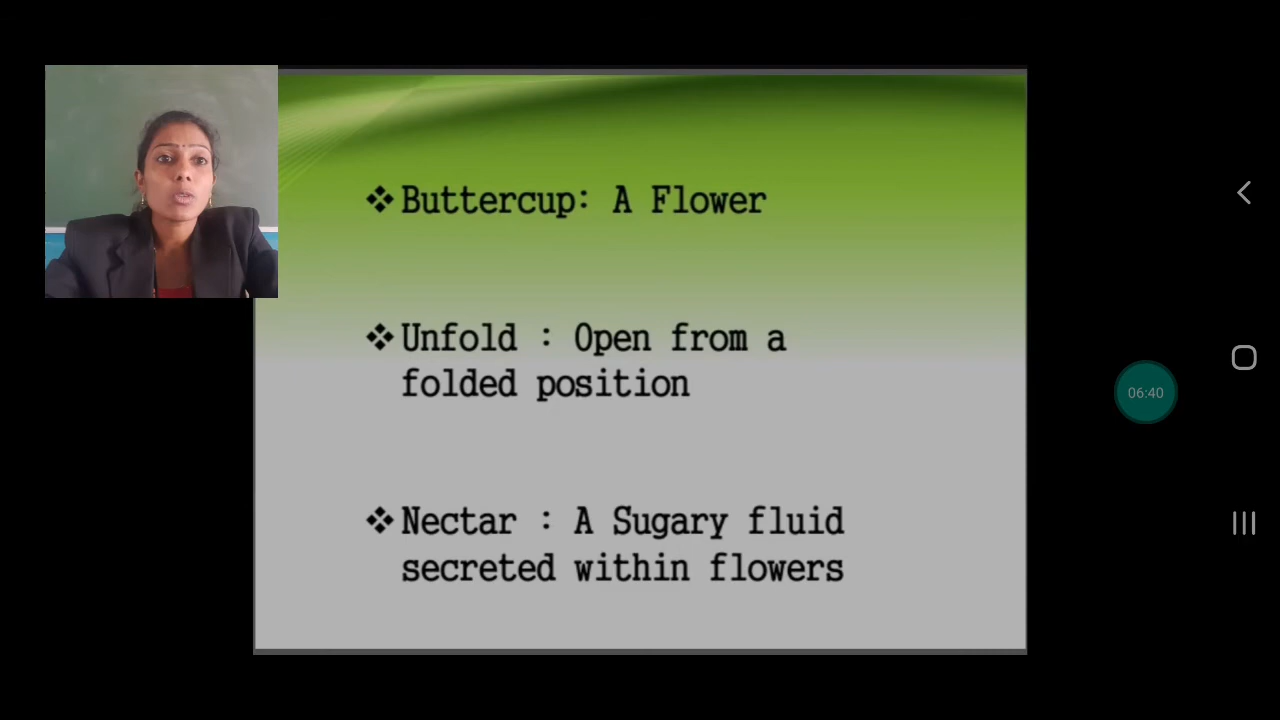 ❖Buttercup: A Flower
❖Unfold : Open from a
folded position
❖Nectar : A Sugary fluid
secreted within flowers
06:40